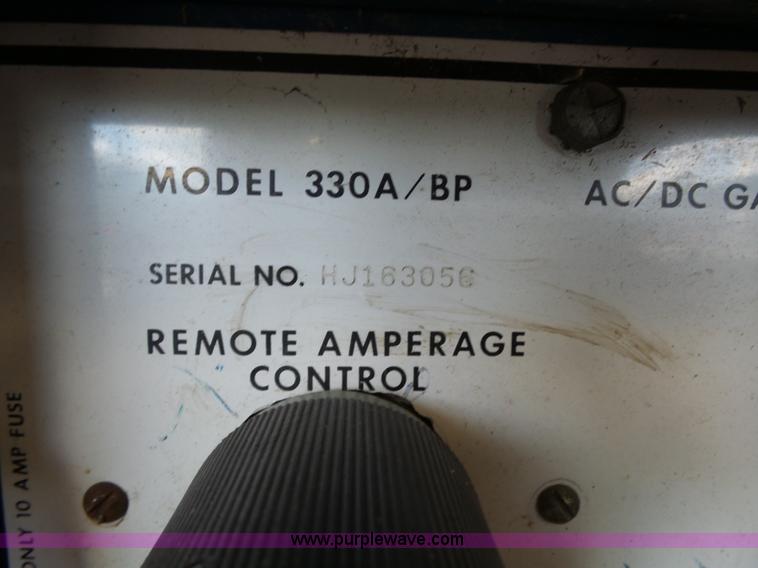 MODEL 330A/BP
AC/DC GA
SERIAL NO. HJ163056
REMOTE AMPERAGE
CONTROL
ONLY 10 AMP FUSE
www.purplewave.com